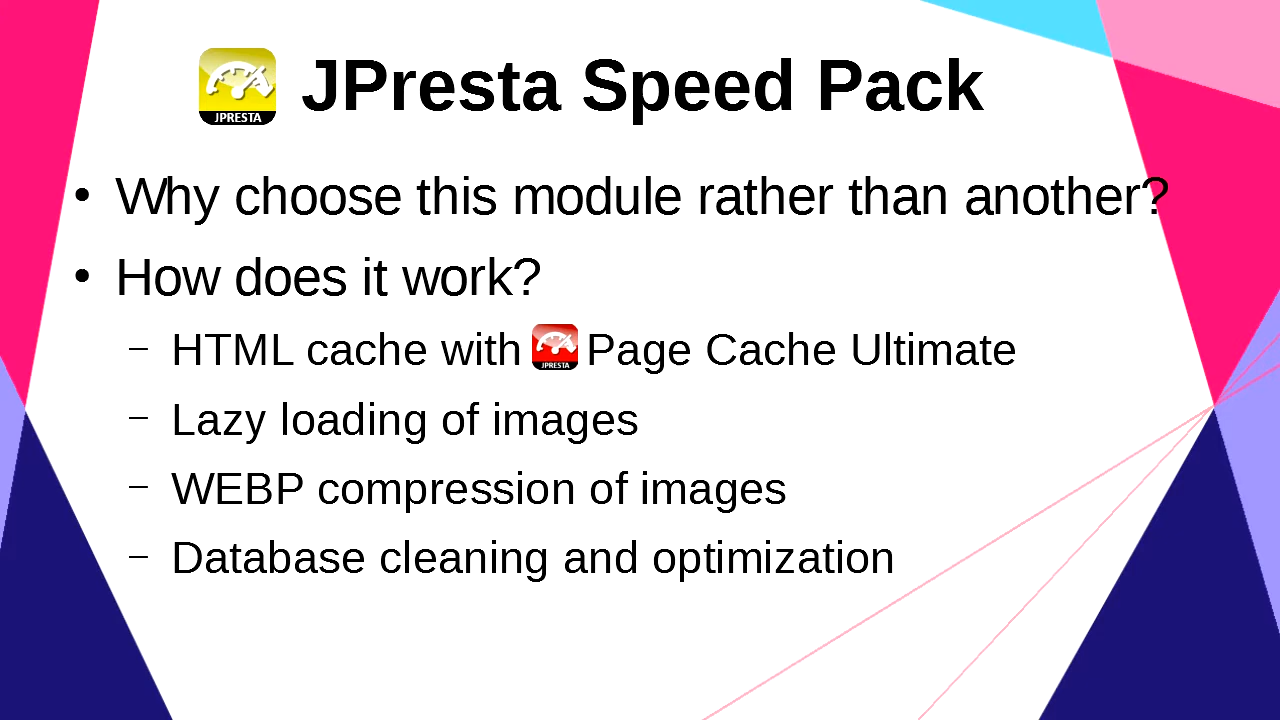 JPRESTA JPresta Speed Pack
• Why choose this module rather than another?
• How does it work?
– HTML cache with JPRESTA Page Cache Ultimate
– Lazy loading of images
– WEBP compression of images
– Database cleaning and optimization